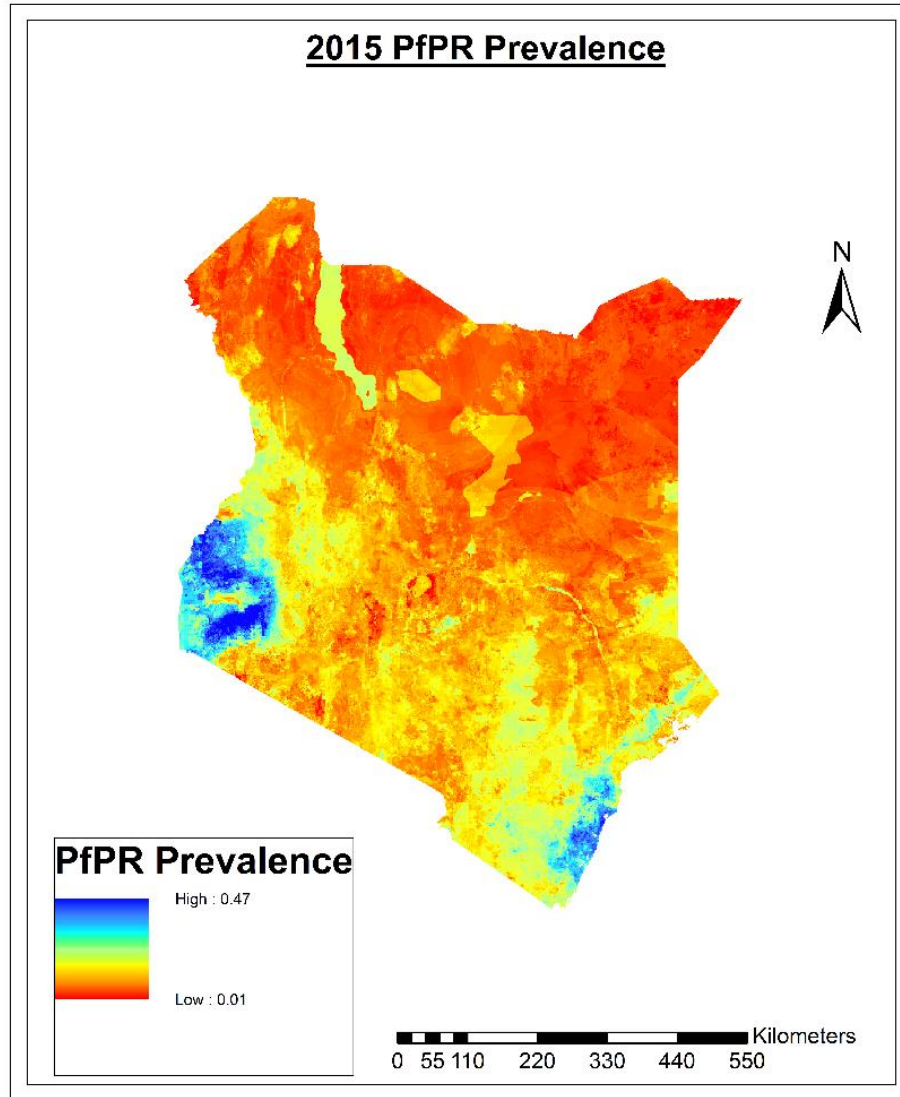 2015 PfPR Prevalence
N
PfPR Prevalence
High : 0.47
Low : 0.01
Kilometers
0 55 110 220 330 440 550